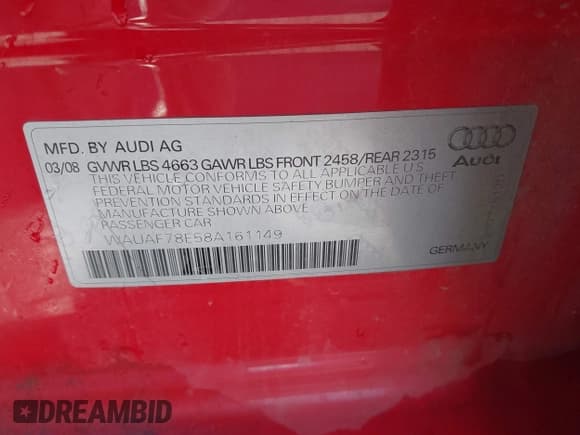 MFD. BY AUDI AG
03/08 GVWR LBS 4663 GAWR LBS FRONT 2458/REAR 2315
THIS VEHICLE CONFORMS TO ALL APPLICABLE U.S
FEDERAL MOTOR VEHICLE SAFETY BUMPER AND THEFT
PREVENTION STANDARDS IN EFFECT ON THE DATE OF
MANUFACTURE SHOWN ABOVE
PASSENGER CAR
WAUAF78E58A161149
Audi
GERMANY
DREAMBID